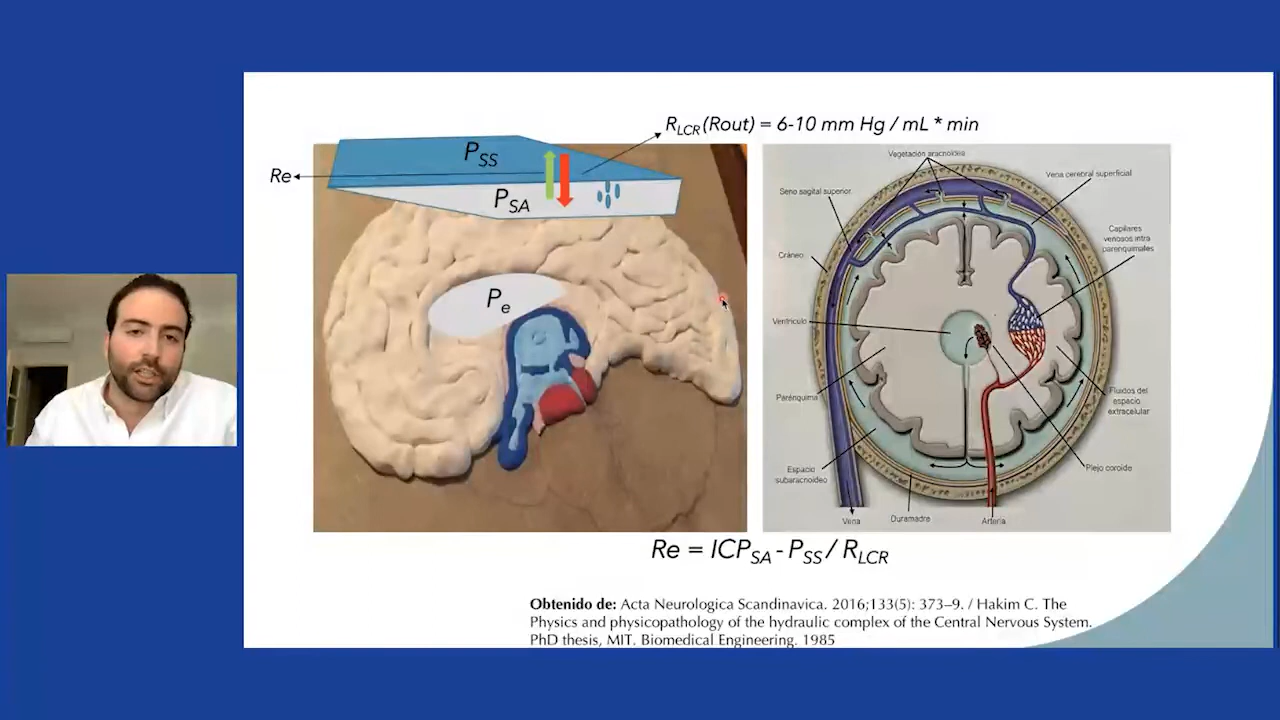 R_LCR (Rout) = 6-10 mm Hg / mL * min
P_SS
Re
P_SA
P_e
Vegetación aracnoidea
Seno sagital superior
Vena cerebral superficial
Cráneo
Capilares
venosos intra
parenquimales
Ventrículo
Parénquima
Fluidos del
espacio
extracelular
Espacio
subaracnoideo
Plejo coroide
Vena
Duramadre
Arteria
Re = ICP_SA - P_SS / R_LCR
Obtenido de: Acta Neurologica Scandinavica. 2016;133(5): 373–9. / Hakim C. The
Physics and physicopathology of the hydraulic complex of the Central Nervous System.
PhD thesis, MIT. Biomedical Engineering. 1985